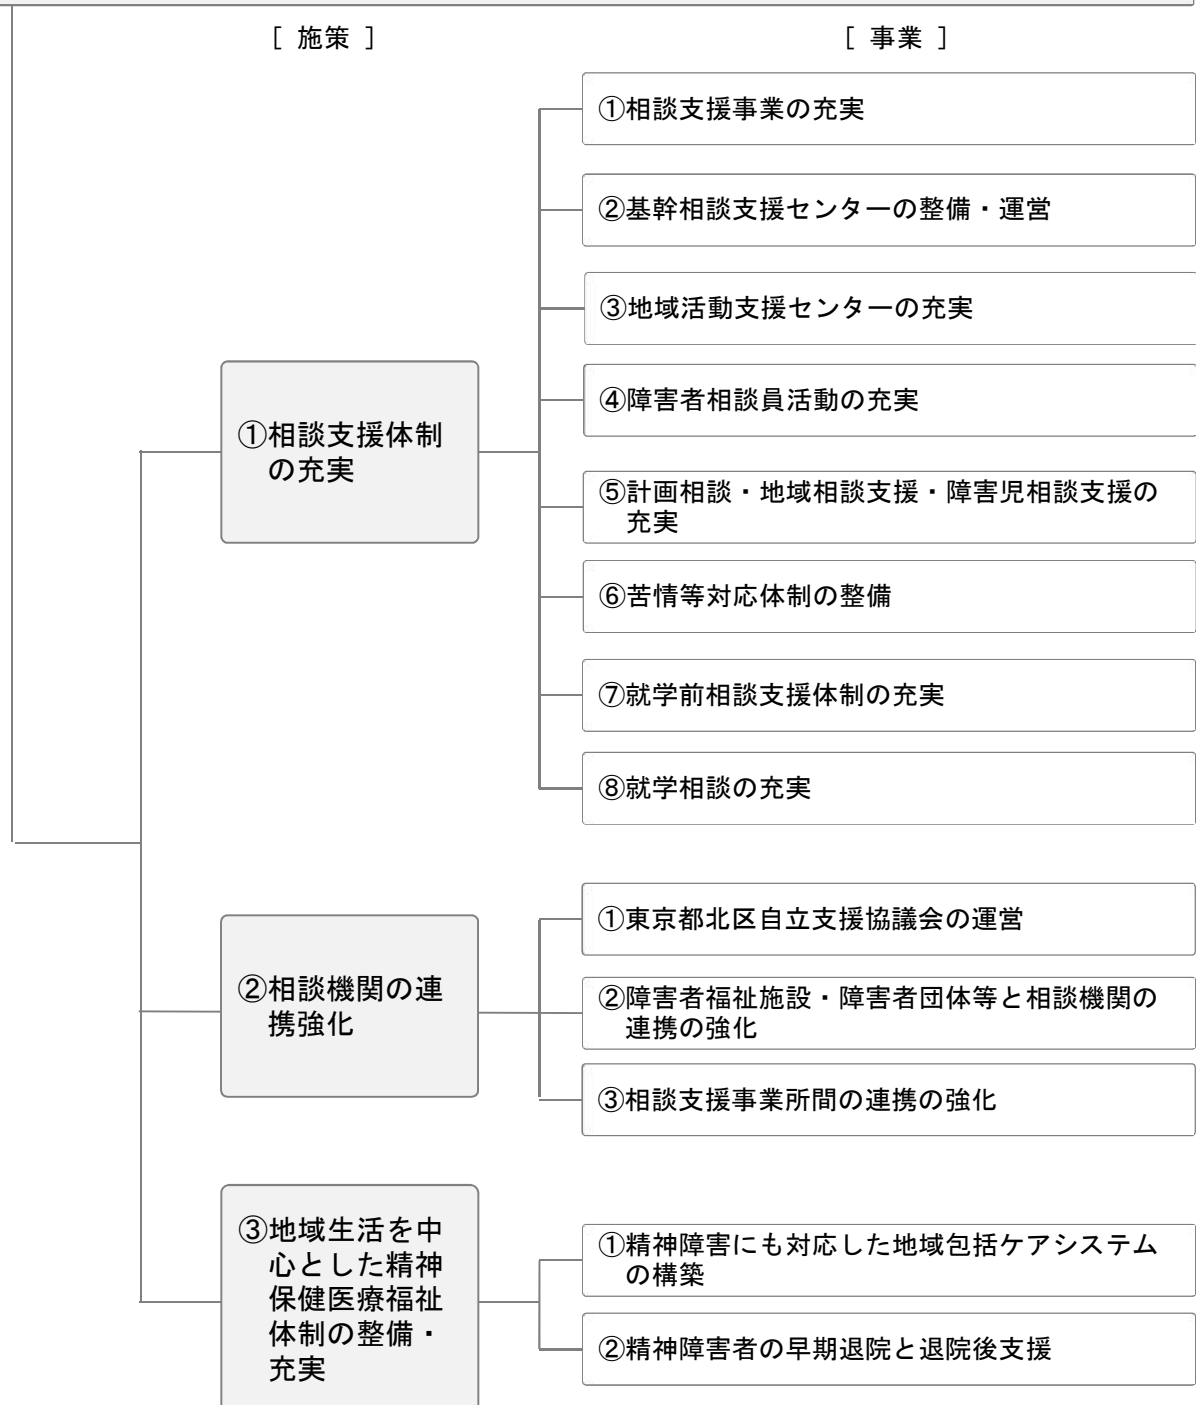 [ 施策 ]
[ 事業 ]
①相談支援体制
の充実
①相談支援事業の充実
②基幹相談支援センターの整備・運営
③地域活動支援センターの充実
④障害者相談員活動の充実
⑤計画相談・地域相談支援・障害児相談支援の
充実
⑥苦情等対応体制の整備
⑦就学前相談支援体制の充実
⑧就学相談の充実
②相談機関の連
携強化
①東京都北区自立支援協議会の運営
②障害者福祉施設・障害者団体等と相談機関の
連携の強化
③相談支援事業所間の連携の強化
③地域生活を中
心とした精神
保健医療福祉
体制の整備・
充実
①精神障害にも対応した地域包括ケアシステム
の構築
②精神障害者の早期退院と退院後支援